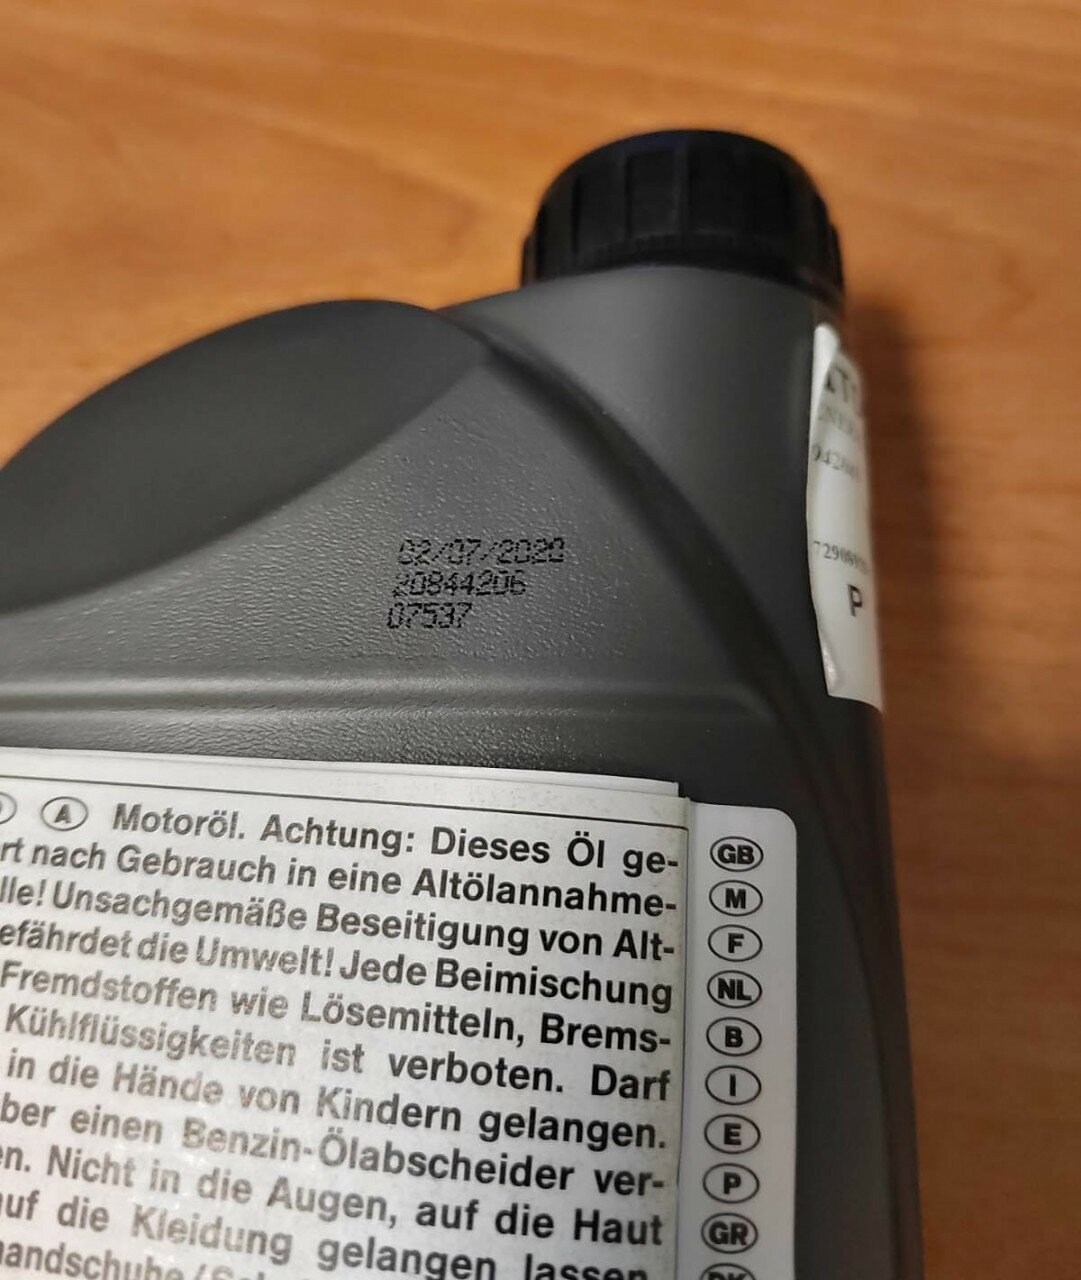 02/07/2020
20844206
07537
P
A Motoröl. Achtung: Dieses Öl ge-
rt nach Gebrauch in eine Altölannahme-
lle! Unsachgemäße Beseitigung von Alt-
efährdet die Umwelt! Jede Beimischung
Fremdstoffen wie Lösemitteln, Brems-
Kühlflüssigkeiten ist verboten. Darf
in die Hände von Kindern gelangen.
ber einen Benzin-Ölabscheider ver-
en. Nicht in die Augen, auf die Haut
auf die Kleidung gelangen lassen.
GB
M
F
NL
B
I
E
P
GR